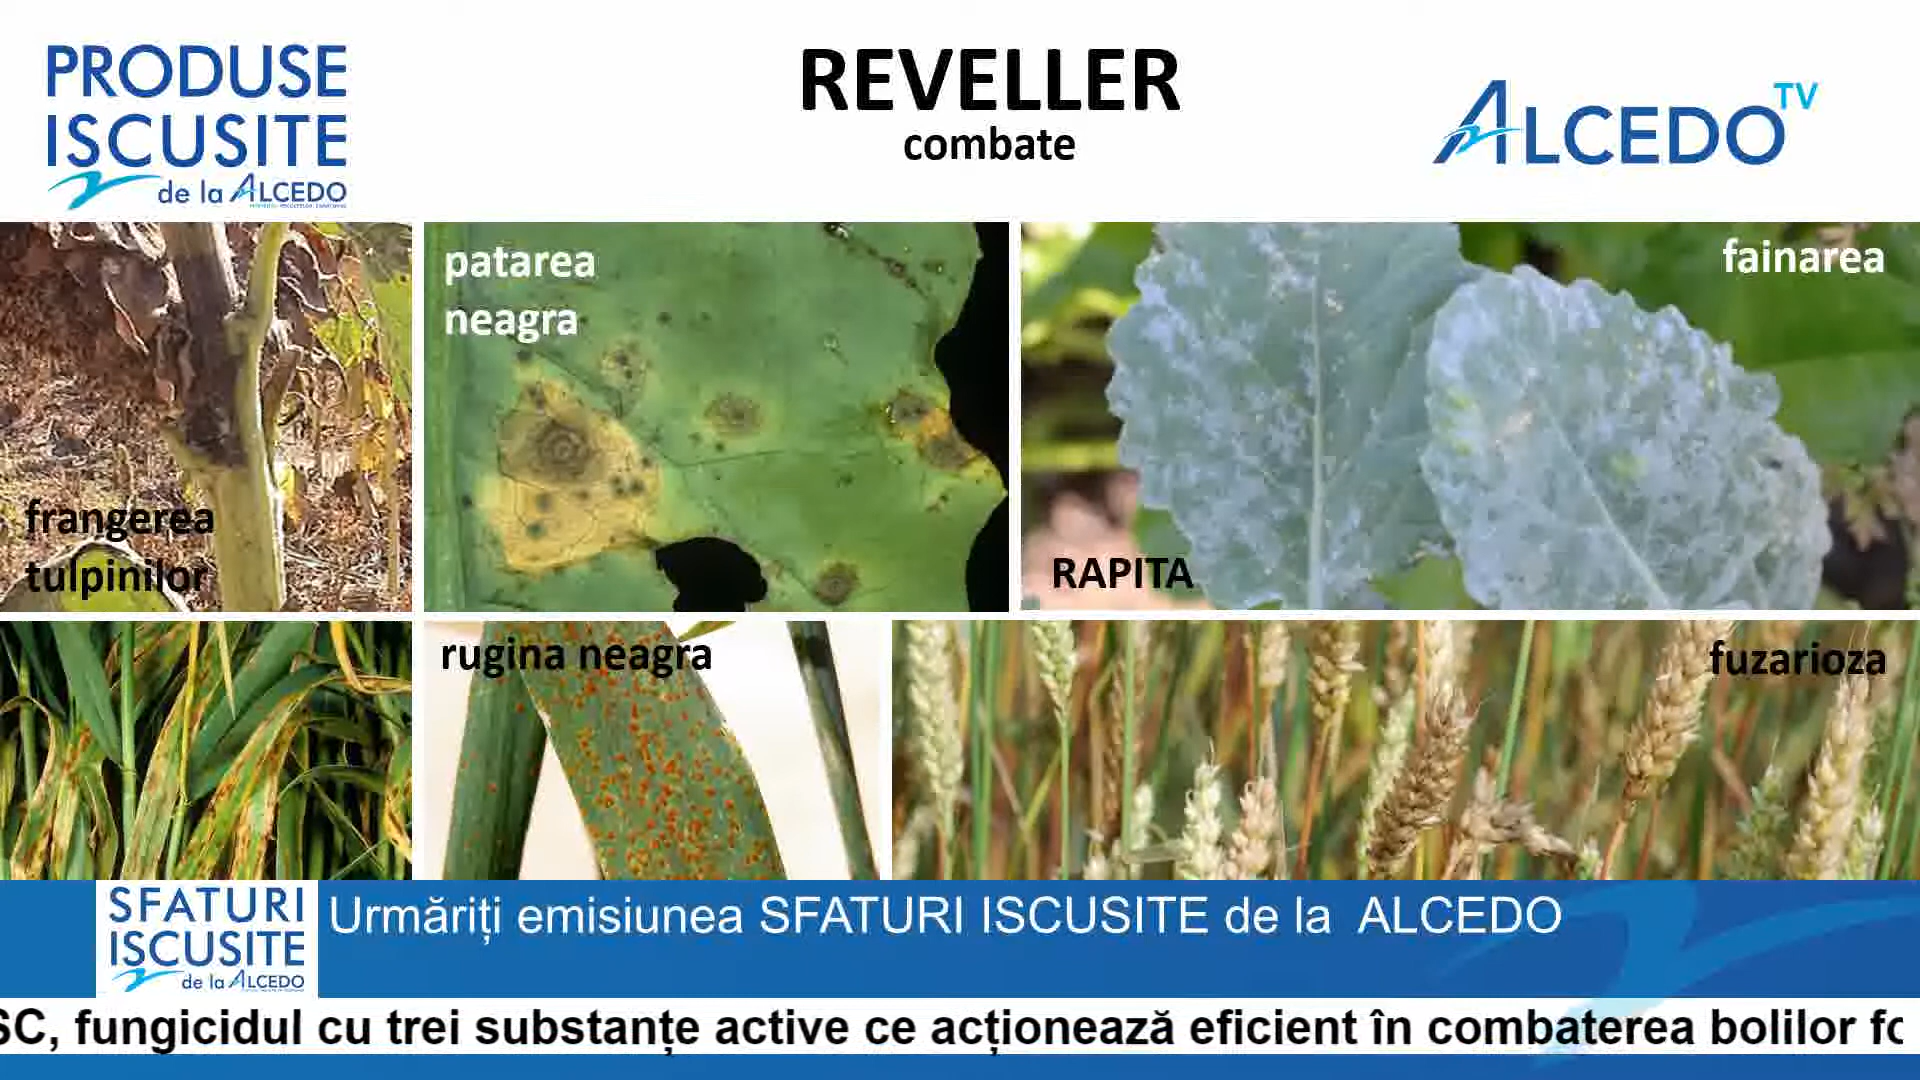 PRODUSE
ISCUSITE
de la ALCEDO
REVELLER
combate
ALCEDO TV
patarea
neagra
fainarea
frangerea
tulpinilor
RAPITA
rugina neagra
fuzarioza
SFATURI
ISCUSITE
de la ALCEDO
Urmăriți emisiunea SFATURI ISCUSITE de la ALCEDO
SC, fungicidul cu trei substanțe active ce acționează eficient în combaterea bolilor